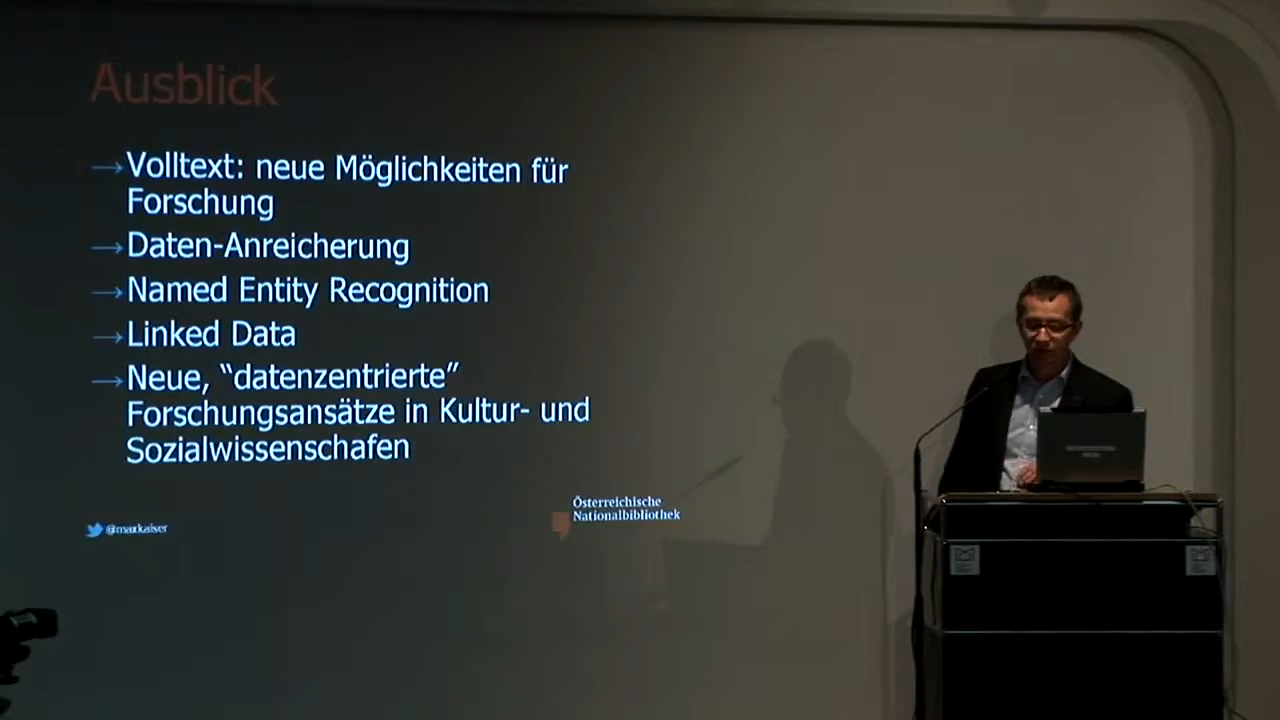 Ausblick
→Volltext: neue Möglichkeiten für
Forschung
→Daten-Anreicherung
→Named Entity Recognition
→Linked Data
→Neue, “datenzentrierte”
Forschungsansätze in Kultur- und
Sozialwissenschafen
@maxkaiser
Österreichische
Nationalbibliothek